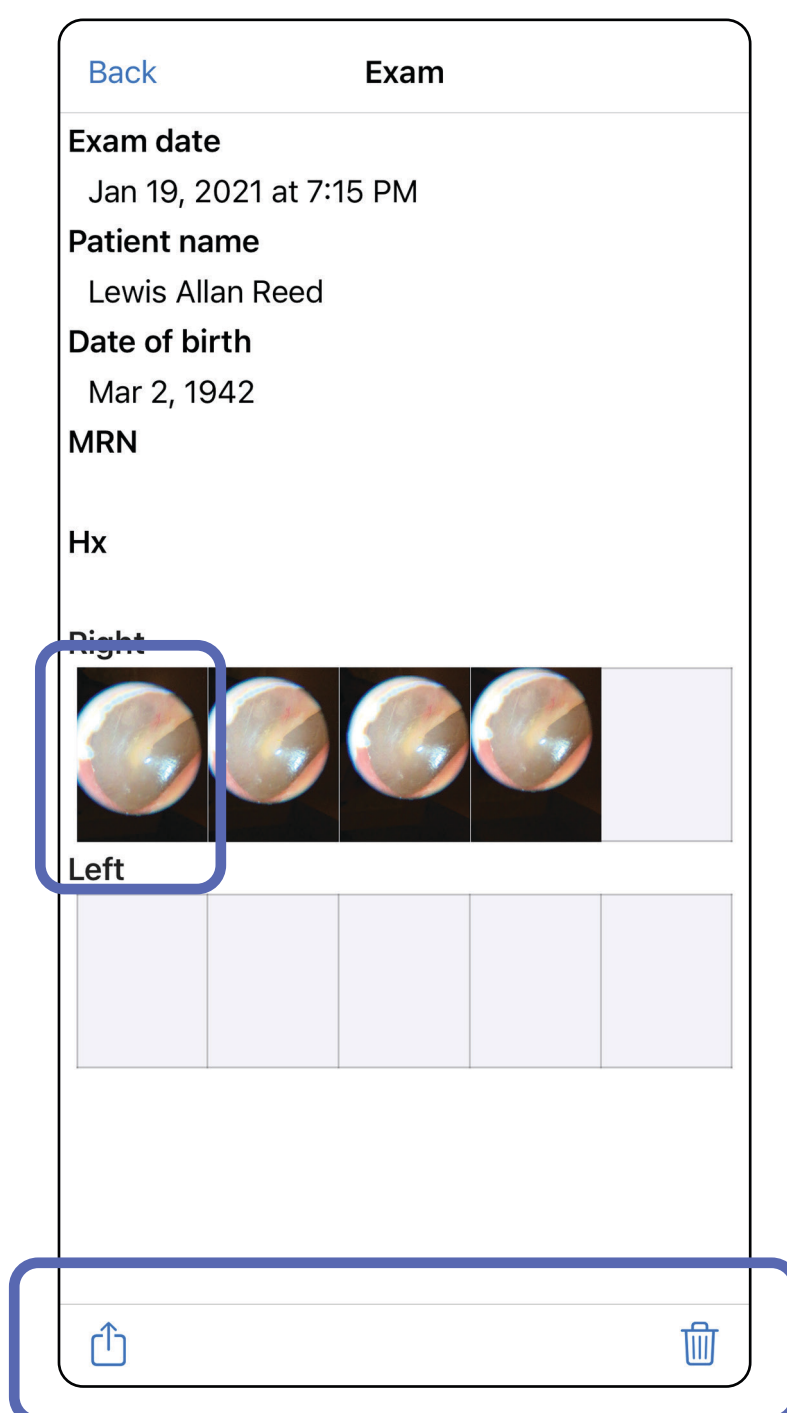 Back
Exam
Exam date
Jan 19, 2021 at 7:15 PM
Patient name
Lewis Allan Reed
Date of birth
Mar 2, 1942
MRN
Hx
Right
Left